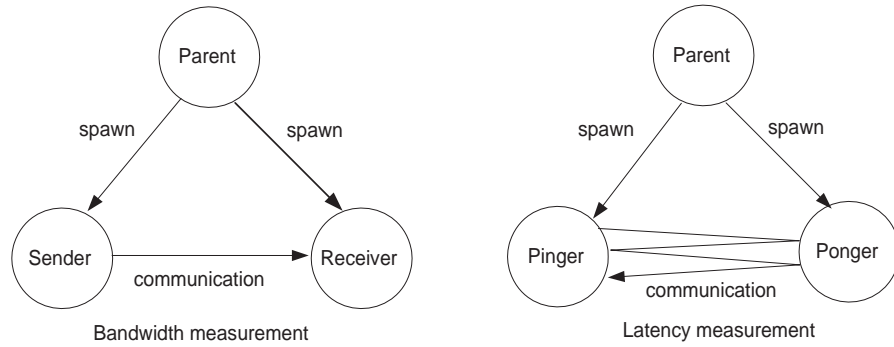 Parent
spawn
spawn
Sender
Receiver
communication
Bandwidth measurement
Parent
spawn
spawn
Pinger
Ponger
communication
Latency measurement